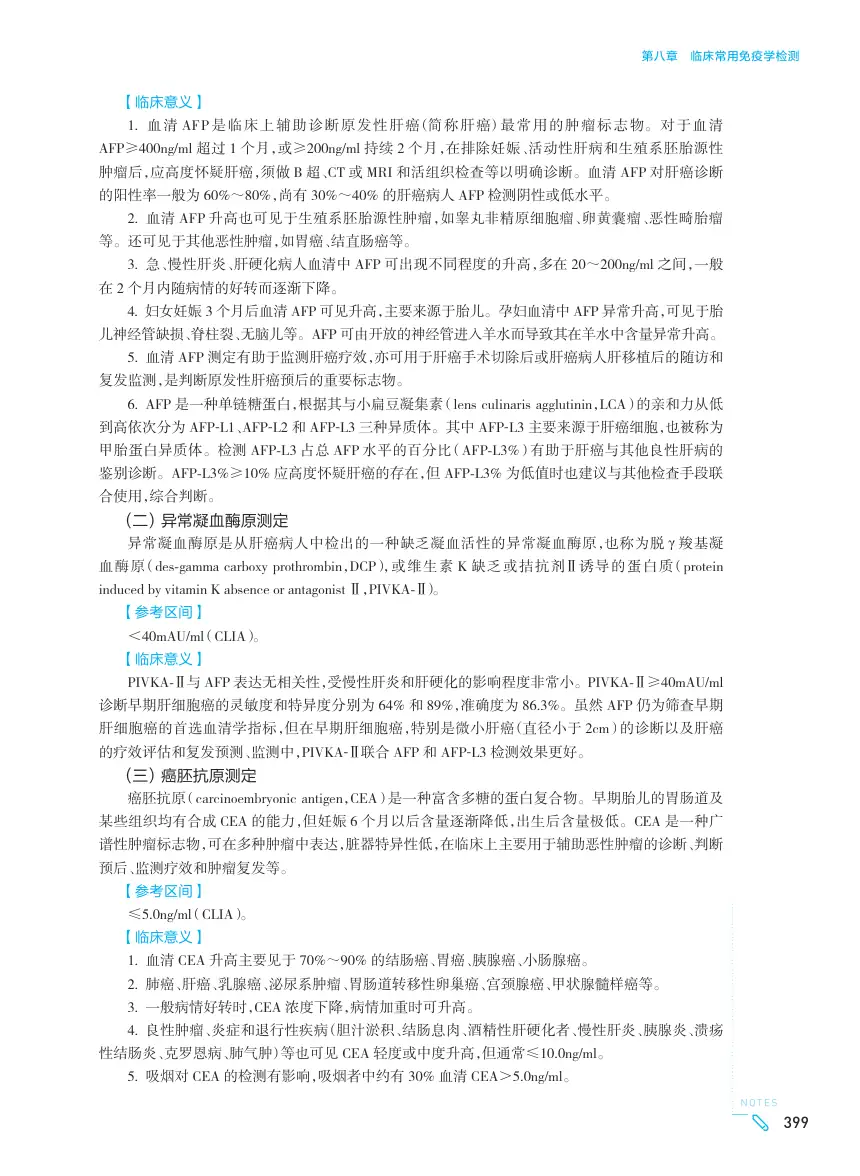 第八章 临床常用免疫学检测
【临床意义】
1. 血清 AFP是临床上辅助诊断原发性肝癌(简称肝癌)最常用的肿瘤标志物。对于血清
AFP≥400ng/ml 超过 1 个月,或≥200ng/ml 持续 2 个月,在排除妊娠、活动性肝病和生殖系胚胎源性
肿瘤后,应高度怀疑肝癌,须做 B 超、CT 或 MRI 和活组织检查等以明确诊断。血清 AFP 对肝癌诊断
的阳性率一般为 60%~80%,尚有 30%~40% 的肝癌病人 AFP 检测阴性或低水平。
2. 血清 AFP 升高也可见于生殖系胚胎源性肿瘤,如睾丸非精原细胞瘤、卵黄囊瘤、恶性畸胎瘤
等。还可见于其他恶性肿瘤,如胃癌、结直肠癌等。
3. 急、慢性肝炎、肝硬化病人血清中 AFP 可出现不同程度的升高,多在 20~200ng/ml 之间,一般
在 2 个月内随病情的好转而逐渐下降。
4. 妇女妊娠 3 个月后血清 AFP 可见升高,主要来源于胎儿。孕妇血清中 AFP 异常升高,可见于胎
儿神经管缺损、脊柱裂、无脑儿等。AFP 可由开放的神经管进入羊水而导致其在羊水中含量异常升高。
5. 血清 AFP 测定有助于监测肝癌疗效,亦可用于肝癌手术切除后或肝癌病人肝移植后的随访和
复发监测,是判断原发性肝癌预后的重要标志物。
6. AFP 是一种单链糖蛋白,根据其与小扁豆凝集素(lens culinaris agglutinin,LCA)的亲和力从低
到高依次分为 AFP-L1、AFP-L2 和 AFP-L3 三种异质体。其中 AFP-L3 主要来源于肝癌细胞,也被称为
甲胎蛋白异质体。检测 AFP-L3 占总 AFP 水平的百分比(AFP-L3%)有助于肝癌与其他良性肝病的
鉴别诊断。AFP-L3%≥10% 应高度怀疑肝癌的存在,但 AFP-L3% 为低值时也建议与其他检查手段联
合使用,综合判断。
(二)异常凝血酶原测定
异常凝血酶原是从肝癌病人中检出的一种缺乏凝血活性的异常凝血酶原,也称为脱γ羧基凝
血酶原(des-gamma carboxy prothrombin,DCP),或维生素 K 缺乏或拮抗剂Ⅱ诱导的蛋白质(protein
induced by vitamin K absence or antagonist Ⅱ,PIVKA-Ⅱ)。
【参考区间】
<40mAU/ml(CLIA)。
【临床意义】
PIVKA-Ⅱ与 AFP 表达无相关性,受慢性肝炎和肝硬化的影响程度非常小。PIVKA-Ⅱ≥40mAU/ml
诊断早期肝细胞癌的灵敏度和特异度分别为 64% 和 89%,准确度为 86.3%。虽然 AFP 仍为筛查早期
肝细胞癌的首选血清学指标,但在早期肝细胞癌,特别是微小肝癌(直径小于 2cm)的诊断以及肝癌
的疗效评估和复发预测、监测中,PIVKA-Ⅱ联合 AFP 和 AFP-L3 检测效果更好。
(三)癌胚抗原测定
癌胚抗原(carcinoembryonic antigen,CEA)是一种富含多糖的蛋白复合物。早期胎儿的胃肠道及
某些组织均有合成 CEA 的能力,但妊娠 6 个月以后含量逐渐降低,出生后含量极低。CEA 是一种广
谱性肿瘤标志物,可在多种肿瘤中表达,脏器特异性低,在临床上主要用于辅助恶性肿瘤的诊断、判断
预后、监测疗效和肿瘤复发等。
【参考区间】
≤5.0ng/ml(CLIA)。
【临床意义】
1. 血清 CEA 升高主要见于 70%~90% 的结肠癌、胃癌、胰腺癌、小肠腺癌。
2. 肺癌、肝癌、乳腺癌、泌尿系肿瘤、胃肠道转移性卵巢癌、宫颈腺癌、甲状腺髓样癌等。
3. 一般病情好转时,CEA 浓度下降,病情加重时可升高。
4. 良性肿瘤、炎症和退行性疾病(胆汁淤积、结肠息肉、酒精性肝硬化者、慢性肝炎、胰腺炎、溃疡
性结肠炎、克罗恩病、肺气肿)等也可见 CEA 轻度或中度升高,但通常≤10.0ng/ml。
5. 吸烟对 CEA 的检测有影响,吸烟者中约有 30% 血清 CEA>5.0ng/ml。
NOTES
399